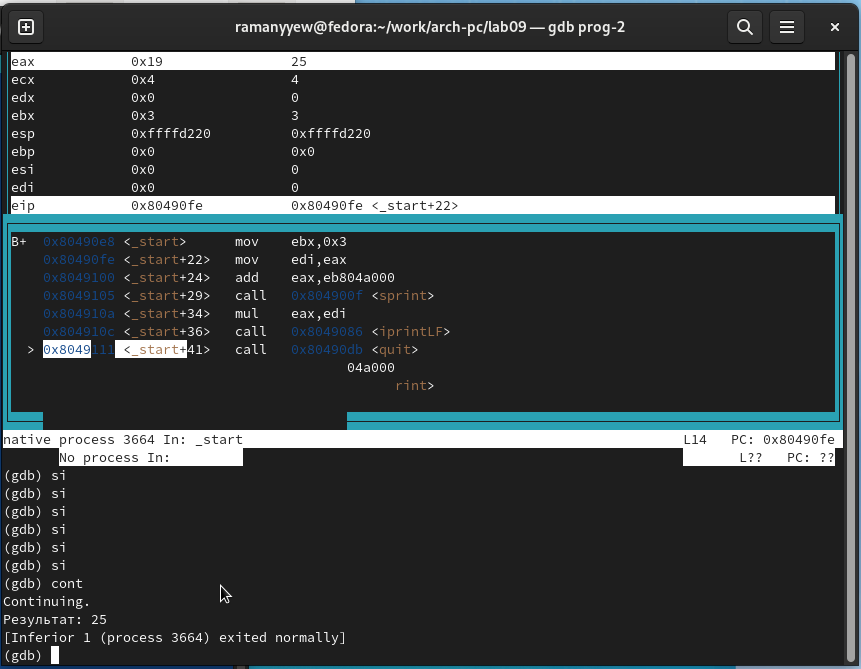 ramanyyew@fedora:~/work/arch-pc/lab09 — gdb prog-2
eax 0x19 25
ecx 0x4 4
edx 0x0 0
ebx 0x3 3
esp 0xffffd220 0xffffd220
ebp 0x0 0x0
esi 0x0 0
edi 0x0 0
eip 0x80490fe 0x80490fe <_start+22>
B+ 0x80490e8 <_start> mov ebx,0x3
0x80490fe <_start+22> mov edi,eax
0x8049100 <_start+24> add eax,eb804a000
0x8049105 <_start+29> call 0x804900f <sprint>
0x804910a <_start+34> mul eax,edi
0x804910c <_start+36> call 0x8049086 <iprintLF>
> 0x8049111 <_start+41> call 0x80490db <quit>
04a000
rint>
native process 3664 In: _start L14 PC: 0x80490fe
No process In: L?? PC: ??
(gdb) si
(gdb) si
(gdb) si
(gdb) si
(gdb) si
(gdb) si
(gdb) cont
Continuing.
Результат: 25
[Inferior 1 (process 3664) exited normally]
(gdb)